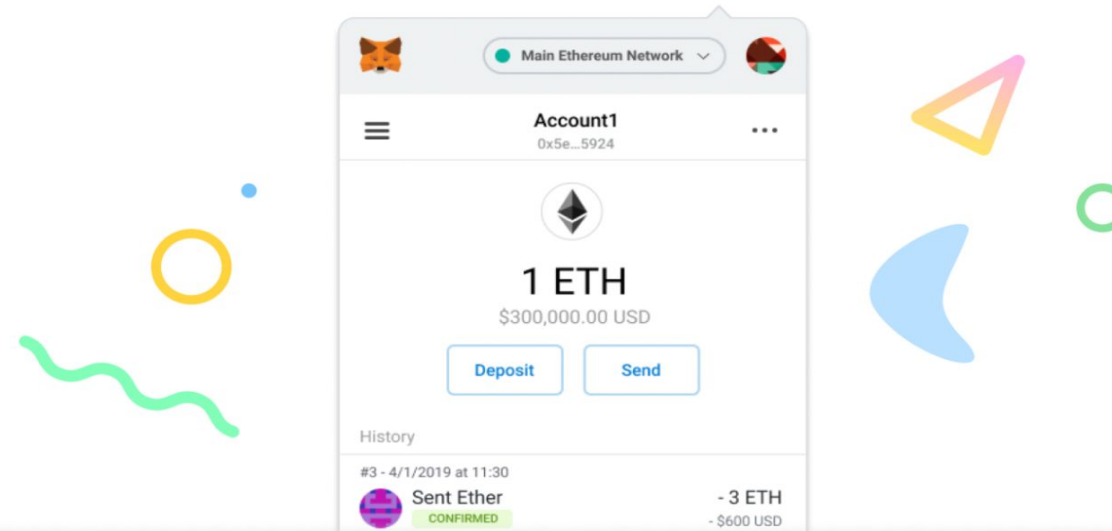 Main Ethereum Network
Account1
0x5e...5924
1 ETH
$300,000.00 USD
Deposit Send
History
#3 - 4/1/2019 at 11:30
Sent Ether - 3 ETH
CONFIRMED - $600 USD